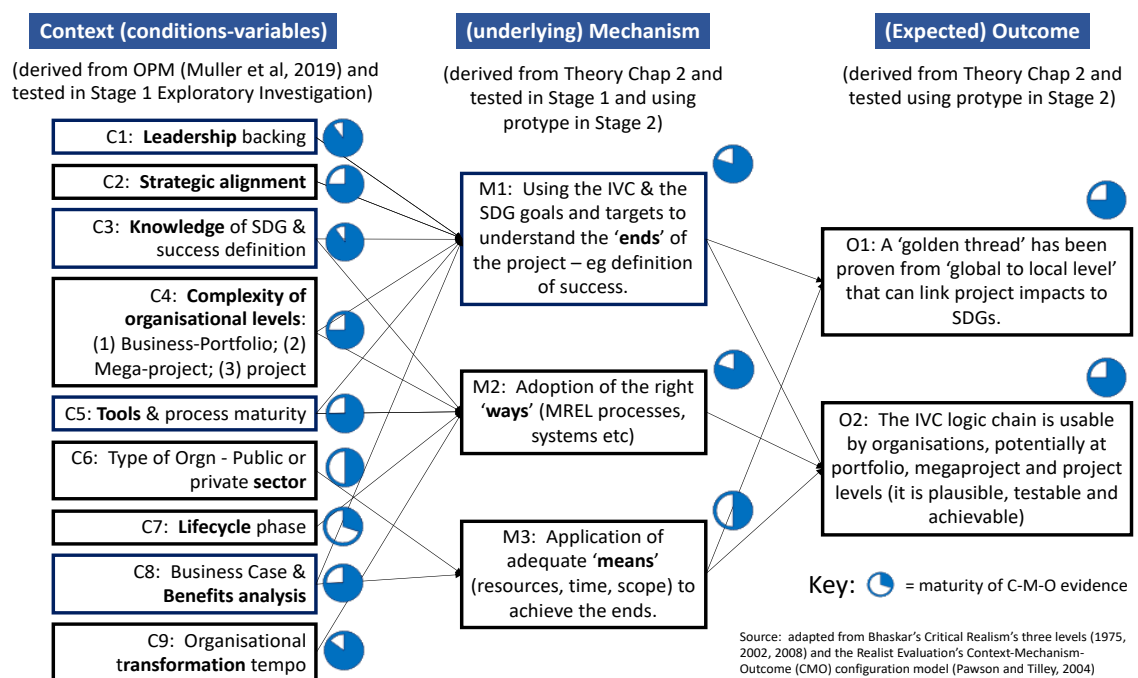 Context (conditions-variables)
(derived from OPM (Muller et al, 2019) and
tested in Stage 1 Exploratory Investigation)
C1: Leadership backing
C2: Strategic alignment
C3: Knowledge of SDG &
success definition
C4: Complexity of
organisational levels:
(1) Business-Portfolio; (2)
Mega-project; (3) project
C5: Tools & process maturity
C6: Type of Orgn - Public or
private sector
C7: Lifecycle phase
C8: Business Case &
Benefits analysis
C9: Organisational
transformation tempo
(underlying) Mechanism
(derived from Theory Chap 2 and
tested in Stage 1 and using
protype in Stage 2)
M1: Using the IVC & the
SDG goals and targets to
understand the ‘ends’ of
the project – eg definition
of success.
M2: Adoption of the right
‘ways’ (MREL processes,
systems etc)
M3: Application of
adequate ‘means’
(resources, time, scope) to
achieve the ends.
(Expected) Outcome
(derived from Theory Chap 2 and
tested using protype in Stage 2)
O1: A ‘golden thread’ has been
proven from ‘global to local level’
that can link project impacts to
SDGs.
O2: The IVC logic chain is usable
by organisations, potentially at
portfolio, megaproject and project
levels (it is plausible, testable and
achievable)
Key: = maturity of C-M-O evidence
Source: adapted from Bhaskar’s Critical Realism’s three levels (1975,
2002, 2008) and the Realist Evaluation’s Context-Mechanism-
Outcome (CMO) configuration model (Pawson and Tilley, 2004)